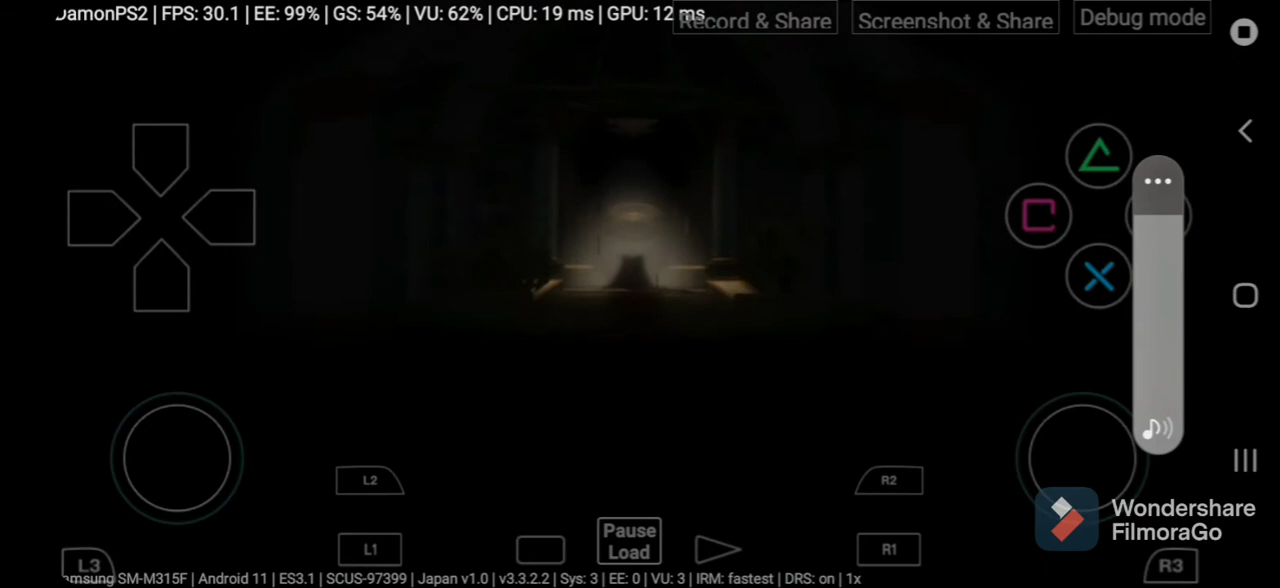 DamonPS2 | FPS: 30.1 | EE: 99% | GS: 54% | VU: 62% | CPU: 19 ms | GPU: 12 ms
Record & Share
Screenshot & Share
Debug mode
L2
R2
L1
Pause
Load
R1
L3
R3
Wondershare
FilmoraGo
Samsung SM-M315F | Android 11 | ES3.1 | SCUS-97399 | Japan v1.0 | v3.3.2.2 | Sys: 3 | EE: 0 | VU: 3 | IRM: fastest | DRS: on | 1x